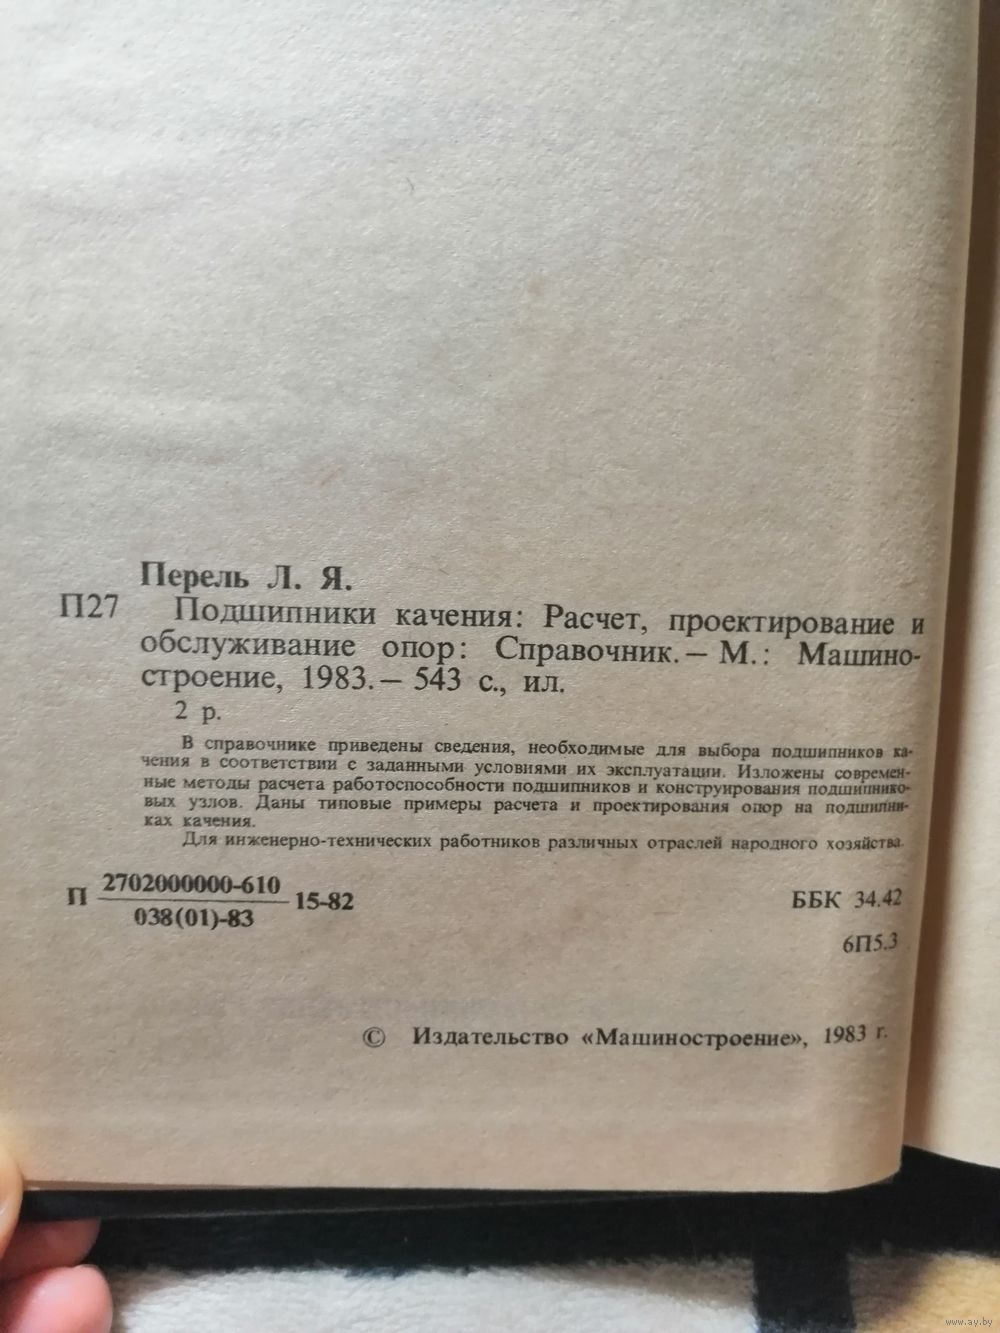 Перель Л. Я.
П27 Подшипники качения: Расчет, проектирование и
обслуживание опор: Справочник.— М.: Машино-
строение, 1983.— 543 с., ил.
2 р.
В справочнике приведены сведения, необходимые для выбора подшипников ка-
чения в соответствии с заданными условиями их эксплуатации. Изложены современ-
ные методы расчета работоспособности подшипников и конструирования подшипнико-
вых узлов. Даны типовые примеры расчета и проектирования опор на подшипни-
ках качения.
Для инженерно-технических работников различных отраслей народного хозяйства.
2702000000-610
П 15-82
038(01)-83
ББК 34.42
6П5.3
© Издательство «Машиностроение», 1983 г.
www.ay.by